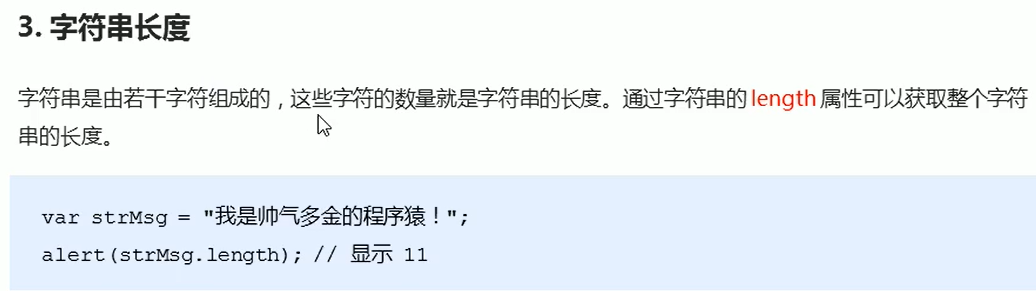 3. 字符串长度
字符串是由若干字符组成的，这些字符的数量就是字符串的长度。通过字符串的 length 属性可以获取整个字符
串的长度。
var strMsg = "我是帅气多金的程序猿！";
alert(strMsg.length); // 显示 11